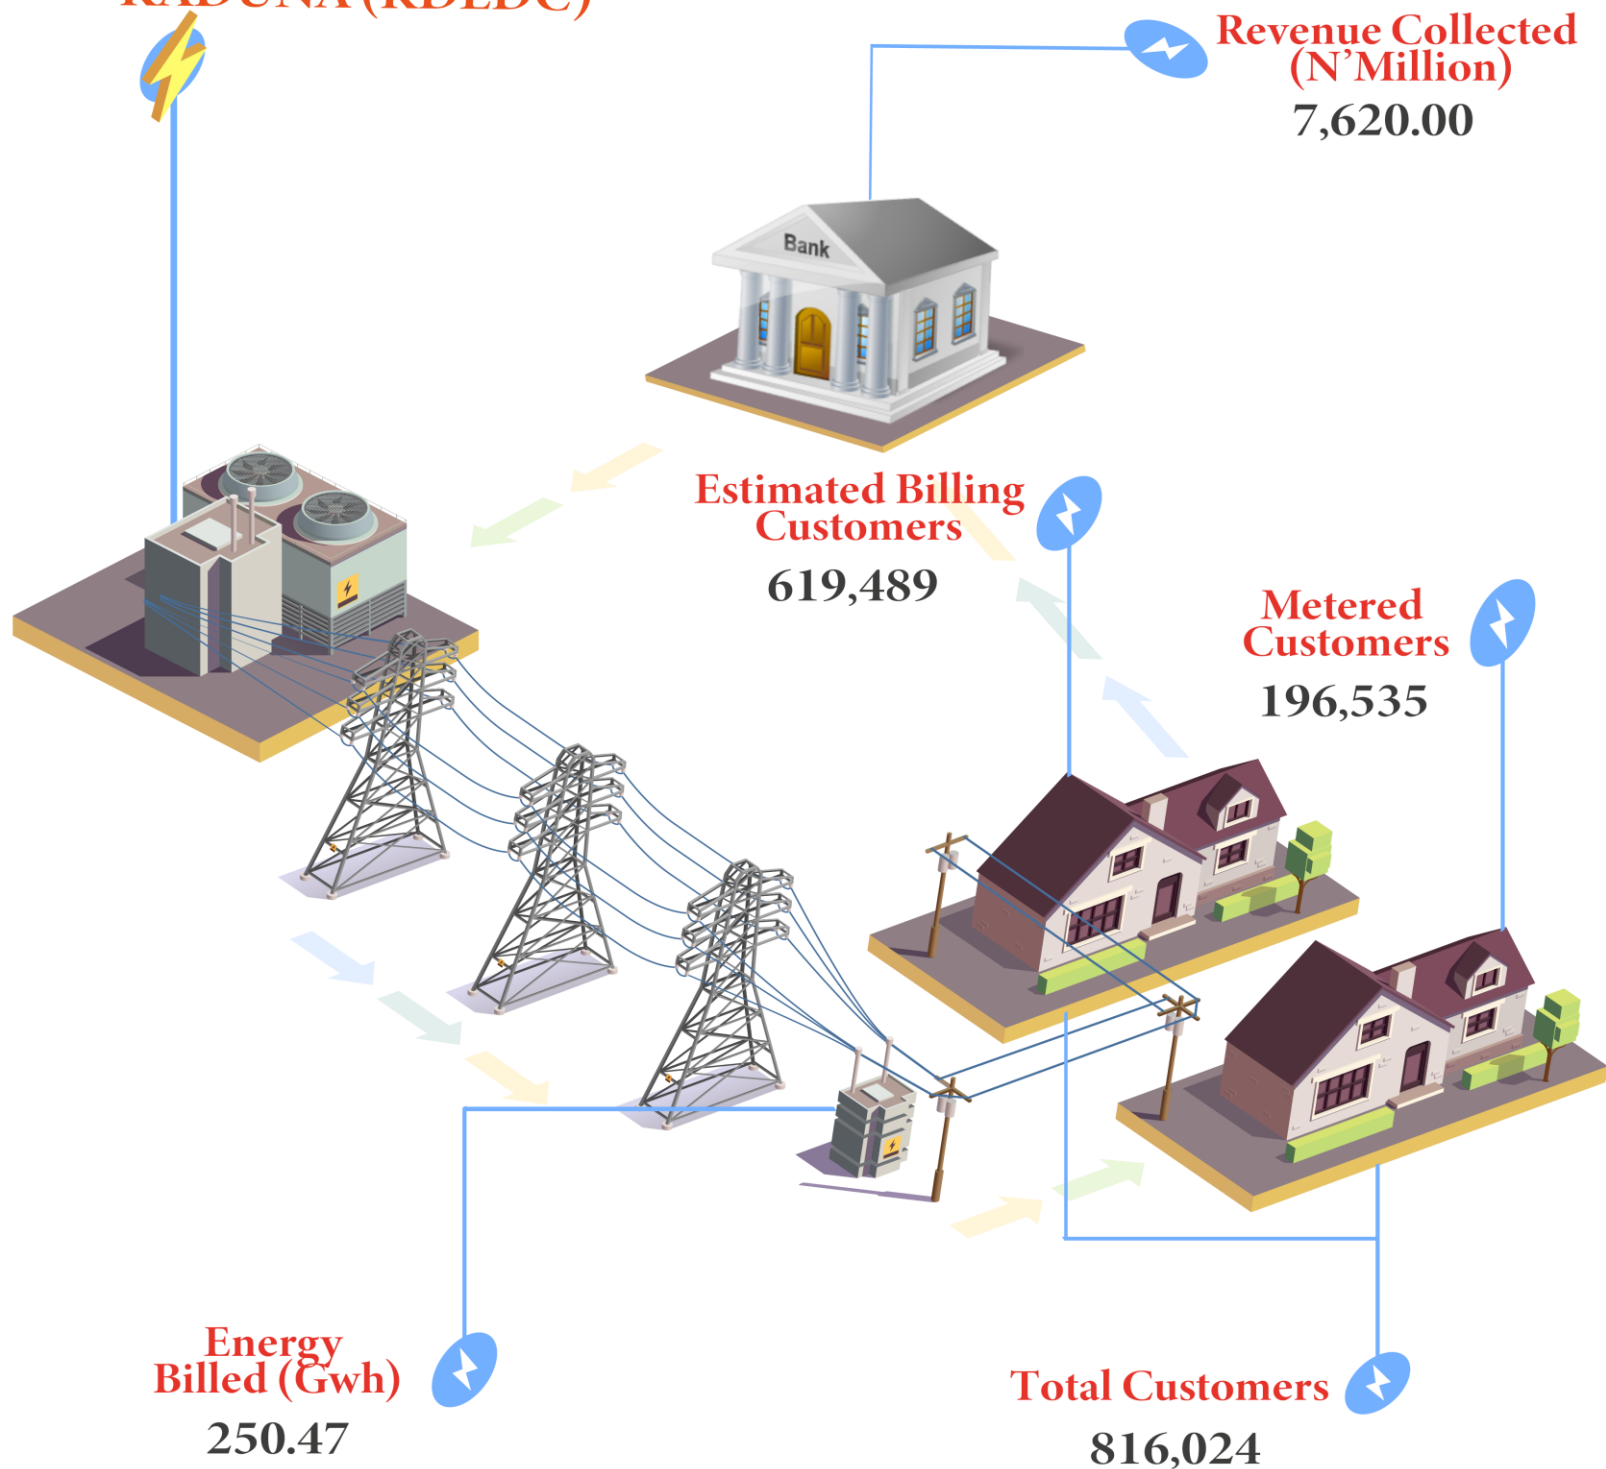 Revenue Collected
(N'Million)
7,620.00
Bank
Estimated Billing
Customers
619,489
Metered
Customers
196,535
Energy
Billed (Gwh)
250.47
Total Customers
816,024